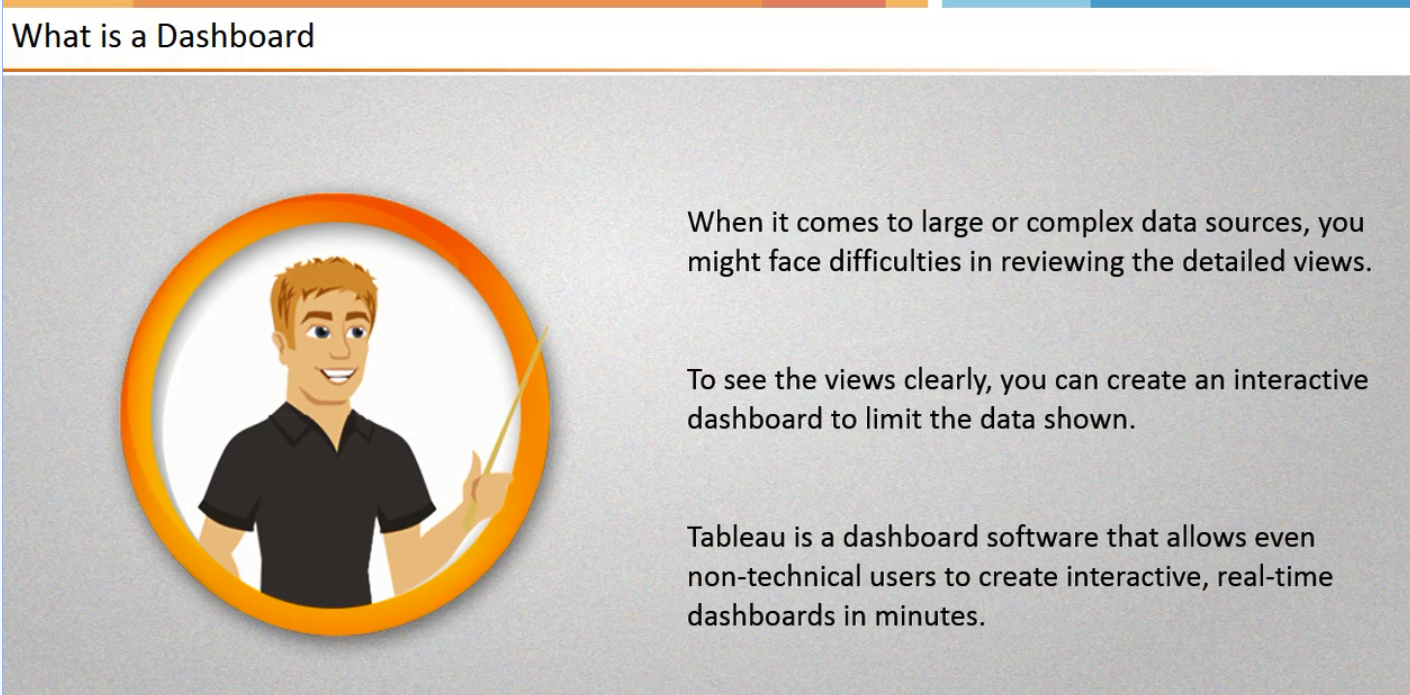 What is a Dashboard
When it comes to large or complex data sources, you
might face difficulties in reviewing the detailed views.
To see the views clearly, you can create an interactive
dashboard to limit the data shown.
Tableau is a dashboard software that allows even
non-technical users to create interactive, real-time
dashboards in minutes.